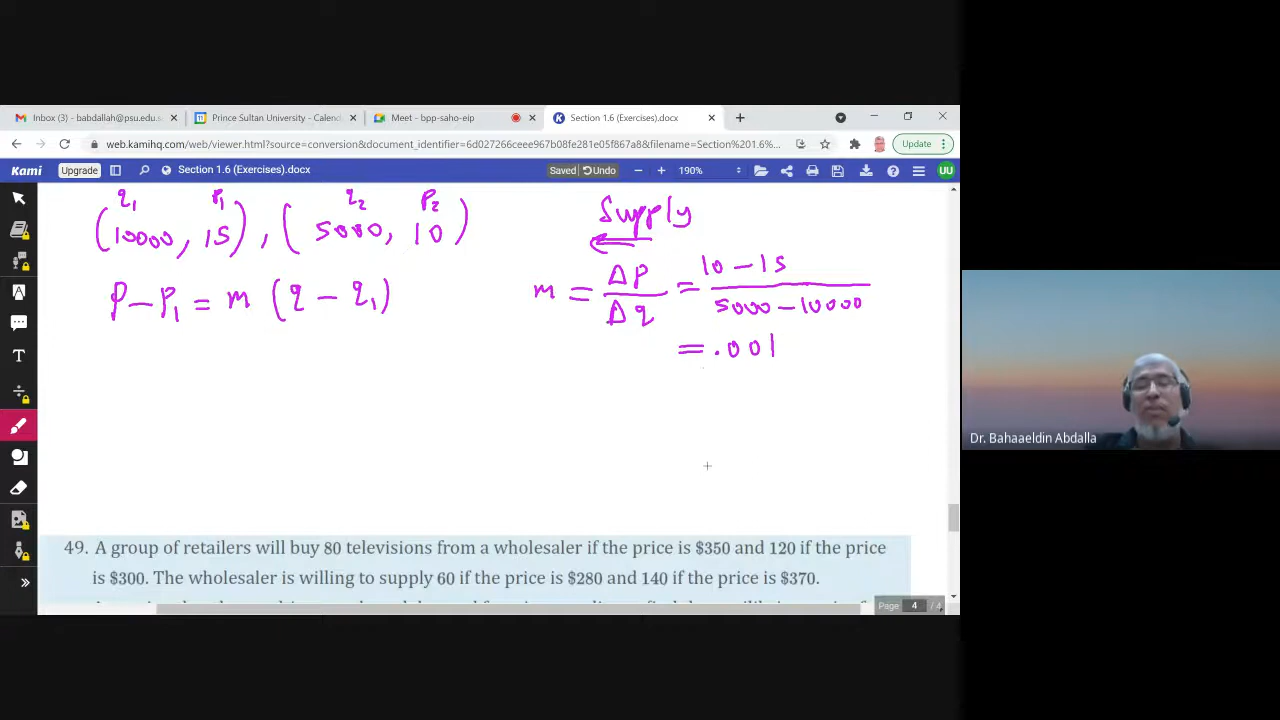 Inbox (3) - babdallah@psu.edu.s
Prince Sultan University - Calend
Meet - bpp-saho-eip
Section 1.6 (Exercises).docx
web.kamihq.com/web/viewer.html?source=conversion&document_identifier=6d027266ceee967b08fe281e05f867a8&filename=Section%201.6%...
Update
Kami
Upgrade
Section 1.6 (Exercises).docx
Saved
Undo
190%
UU
q1 p1 q2 p2
(10000, 15), (5000, 10)
Supply
P - P1 = m (q - q1)
m = Δp/Δq = 10 - 15 / 5000 - 10000
= .001
49. A group of retailers will buy 80 televisions from a wholesaler if the price is $350 and 120 if the price
is $300. The wholesaler is willing to supply 60 if the price is $280 and 140 if the price is $370.
Page 4 / 4
Dr. Bahaaeldin Abdalla